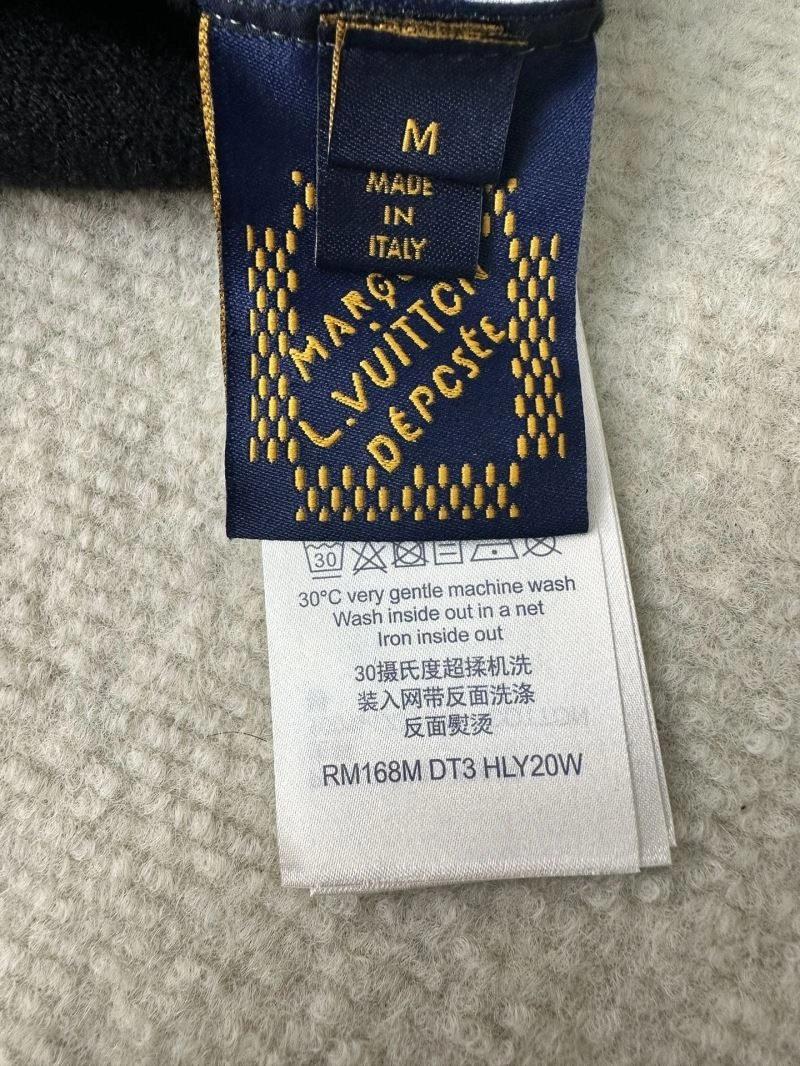 M
MADE
IN
ITALY
L.VUITTON
DÉPOSÉE
30
30°C very gentle machine wash
Wash inside out in a net
Iron inside out
30摄氏度超揉机洗
装入网带反面洗涤
反面熨烫
RM168M DT3 HLY20W